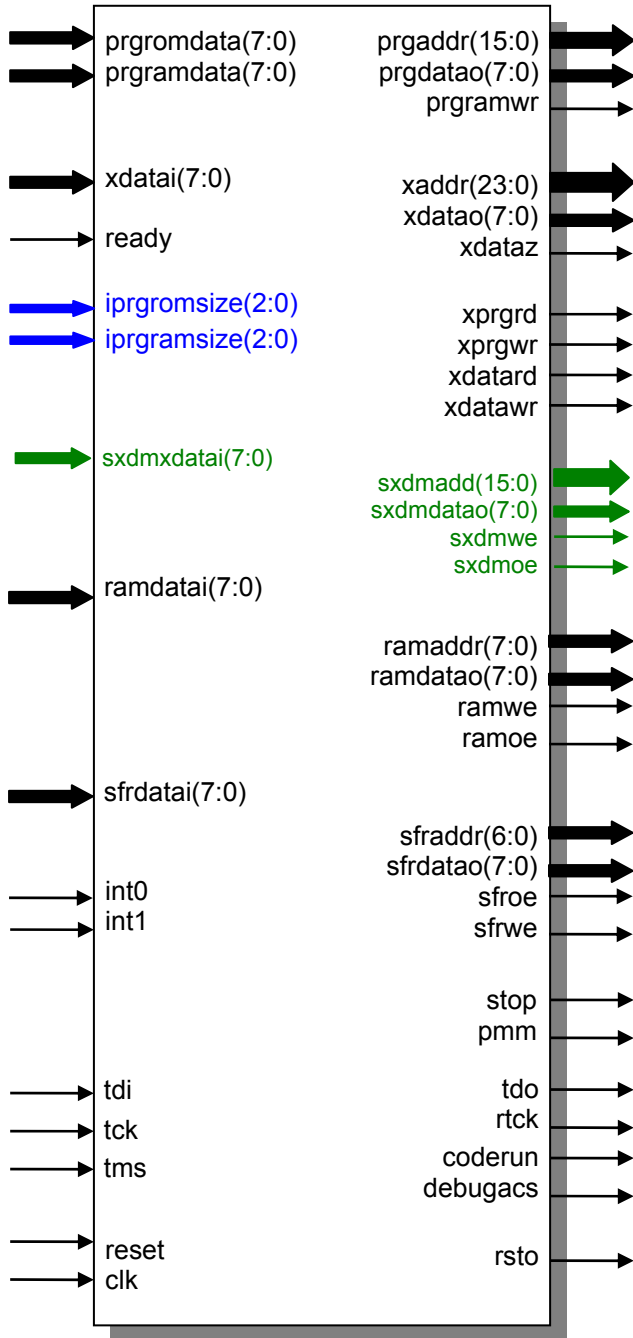 prgromdata(7:0)
prgramdata(7:0)
xdatai(7:0)
ready
iprgromsize(2:0)
iprgramsize(2:0)
sxdmxdatai(7:0)
ramdatai(7:0)
sfrdatai(7:0)
int0
int1
tdi
tck
tms
reset
clk
prgaddr(15:0)
prgdatao(7:0)
prgramwr
xaddr(23:0)
xdatao(7:0)
xdataz
xprgrd
xprgwr
xdatard
xdatawr
sxdmadd(15:0)
sxdmdatao(7:0)
sxdmwe
sxdmoe
ramaddr(7:0)
ramdatao(7:0)
ramwe
ramoe
sfraddr(6:0)
sfrdatao(7:0)
sfroe
sfrwe
stop
pmm
tdo
rtck
coderun
debugacs
rsto